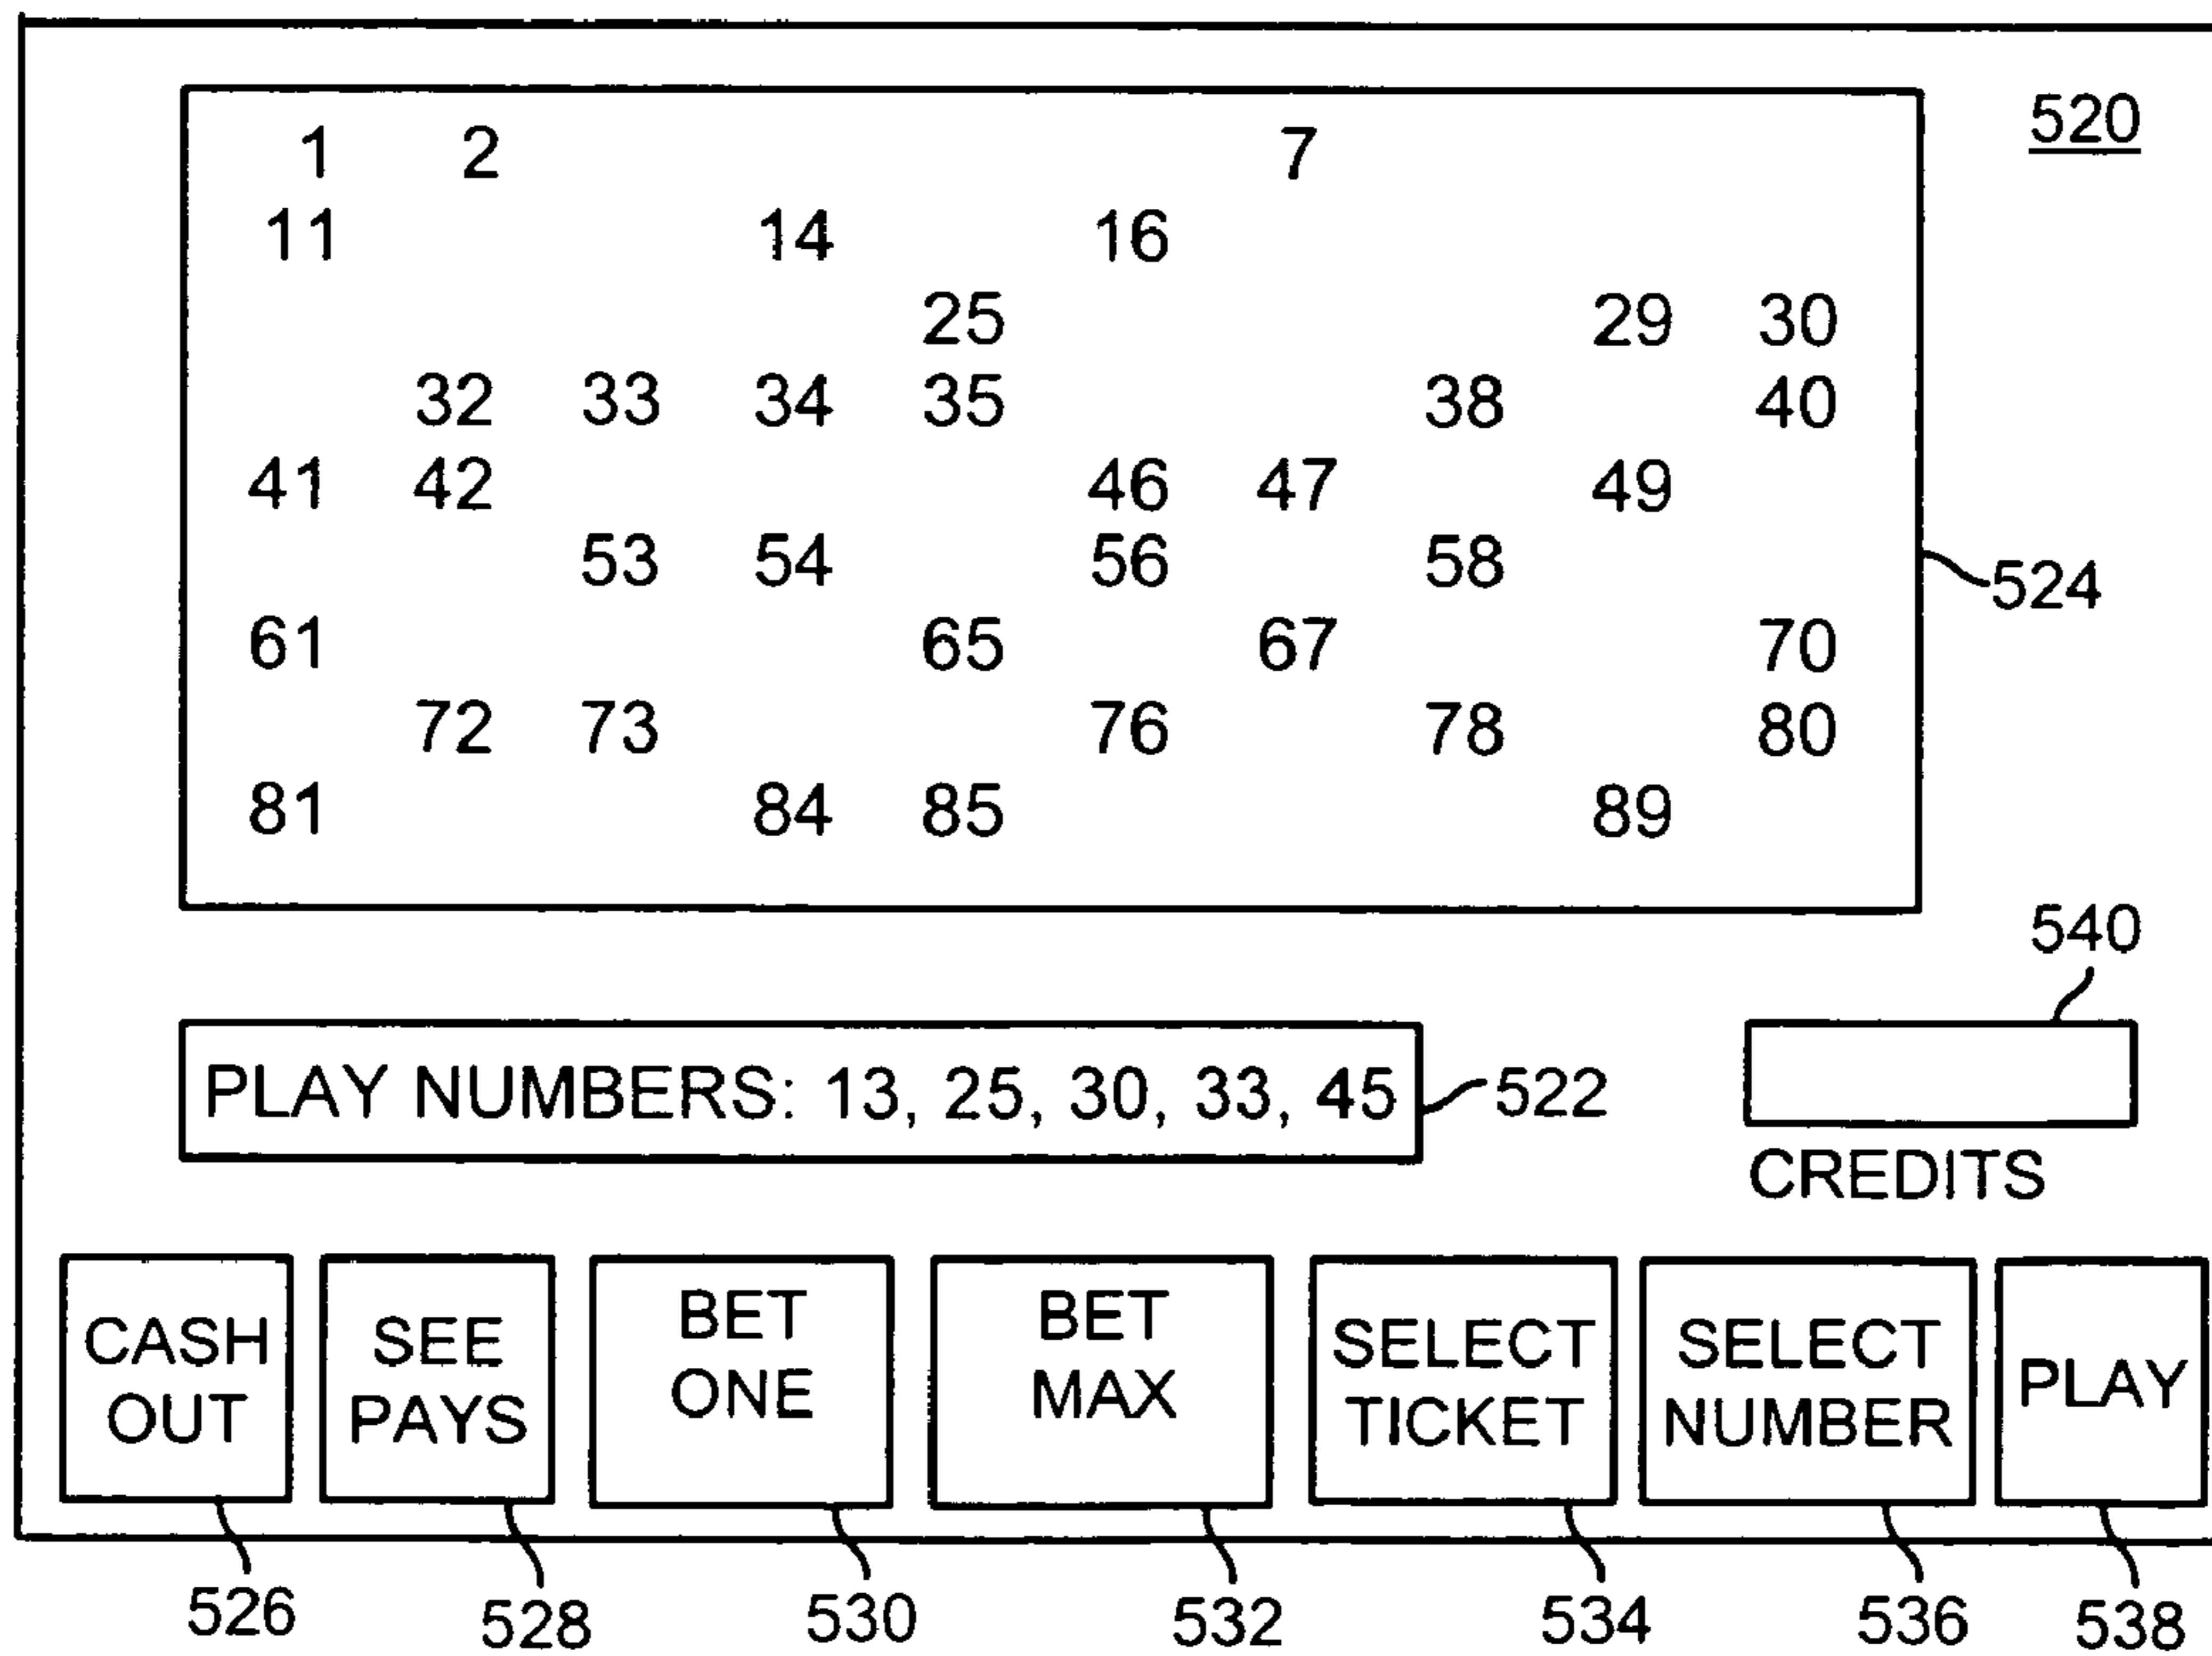 520
1 2 7
11 14 16
25 29 30
32 33 34 35 38 40
41 42 46 47 49
53 54 56 58
524
61 65 67 70
72 73 76 78 80
81 84 85 89
540
PLAY NUMBERS: 13, 25, 30, 33, 45
522
CREDITS
CASH OUT
SEE PAYS
BET ONE
BET MAX
SELECT TICKET
SELECT NUMBER
PLAY
526 528 530 532 534 536 538